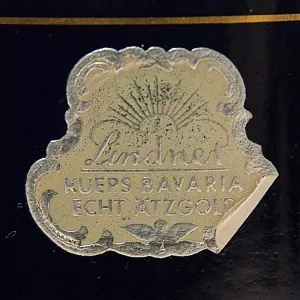 Lindner
KUEPS BAVARIA
ECHT ÄTZGOLD